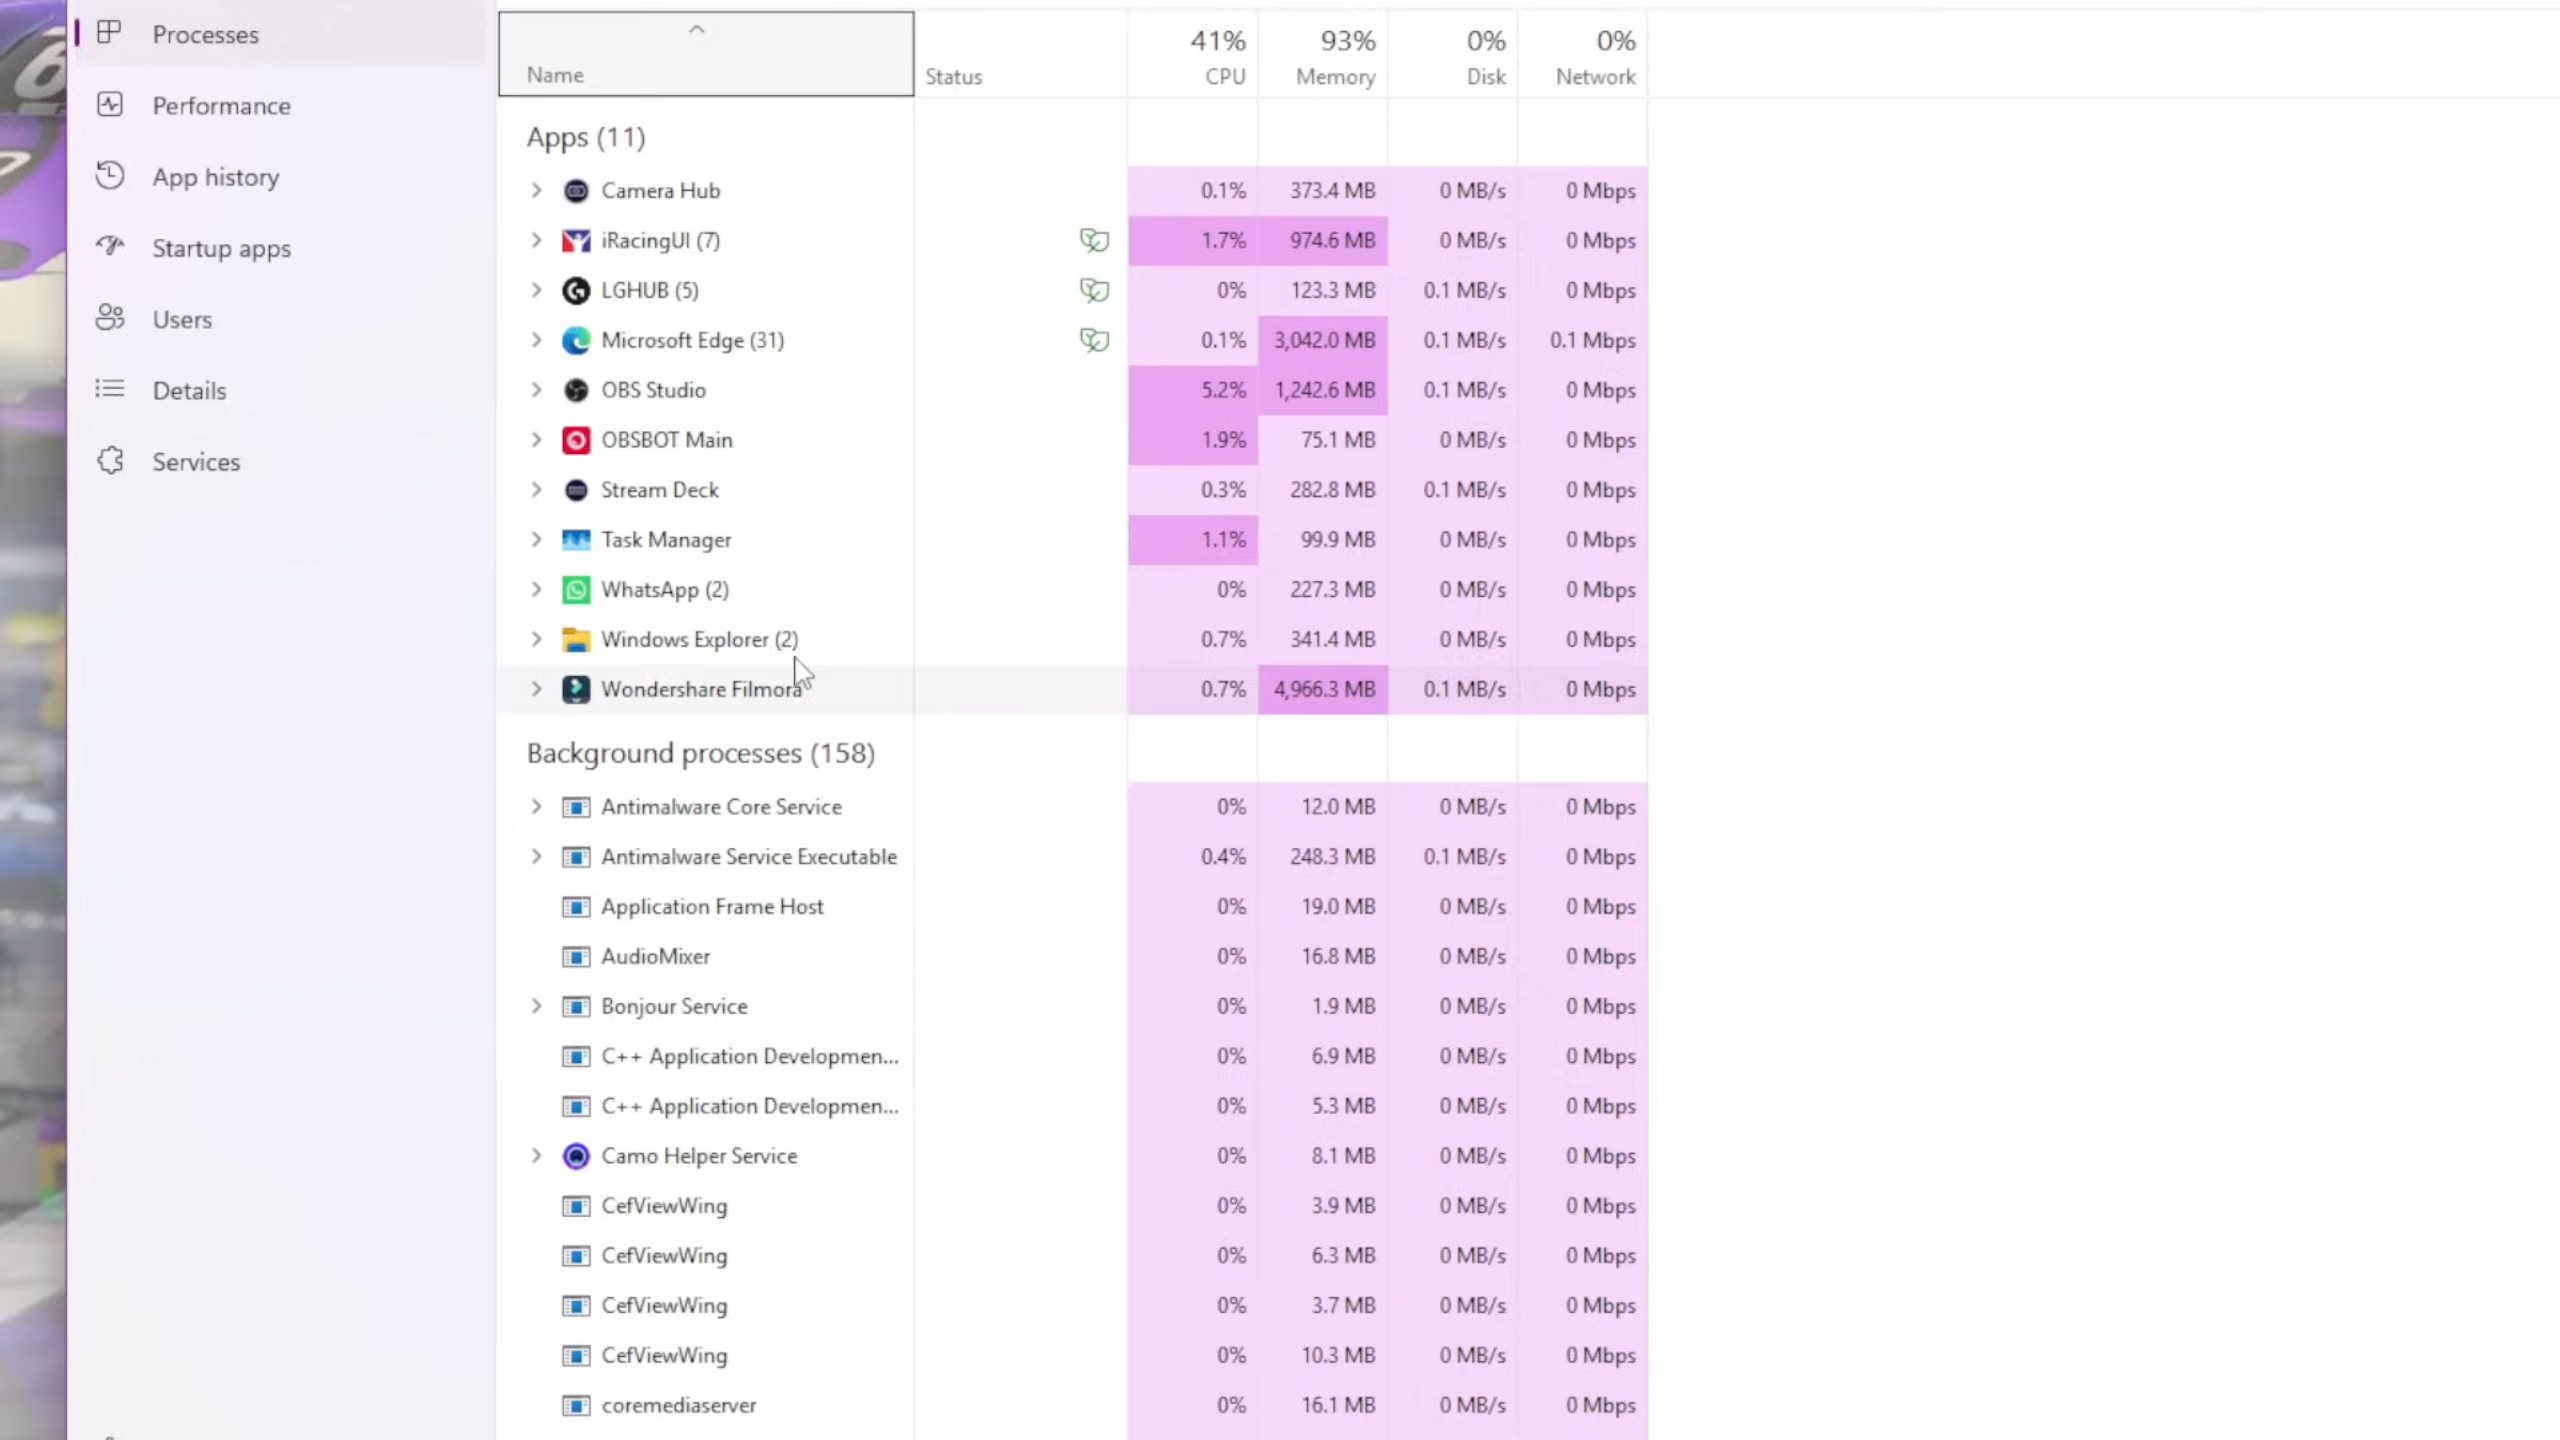 Processes
Performance
App history
Startup apps
Users
Details
Services
41% 93% 0% 0%
Name Status CPU Memory Disk Network
Apps (11)
Camera Hub 0.1% 373.4 MB 0 MB/s 0 Mbps
iRacingUI (7) 1.7% 974.6 MB 0 MB/s 0 Mbps
LGHUB (5) 0% 123.3 MB 0.1 MB/s 0 Mbps
Microsoft Edge (31) 0.1% 3,042.0 MB 0.1 MB/s 0.1 Mbps
OBS Studio 5.2% 1,242.6 MB 0.1 MB/s 0 Mbps
OBSBOT Main 1.9% 75.1 MB 0 MB/s 0 Mbps
Stream Deck 0.3% 282.8 MB 0.1 MB/s 0 Mbps
Task Manager 1.1% 99.9 MB 0 MB/s 0 Mbps
WhatsApp (2) 0% 227.3 MB 0 MB/s 0 Mbps
Windows Explorer (2) 0.7% 341.4 MB 0 MB/s 0 Mbps
Wondershare Filmora 0.7% 4,966.3 MB 0.1 MB/s 0 Mbps
Background processes (158)
Antimalware Core Service 0% 12.0 MB 0 MB/s 0 Mbps
Antimalware Service Executable 0.4% 248.3 MB 0.1 MB/s 0 Mbps
Application Frame Host 0% 19.0 MB 0 MB/s 0 Mbps
AudioMixer 0% 16.8 MB 0 MB/s 0 Mbps
Bonjour Service 0% 1.9 MB 0 MB/s 0 Mbps
C++ Application Developmen... 0% 6.9 MB 0 MB/s 0 Mbps
C++ Application Developmen... 0% 5.3 MB 0 MB/s 0 Mbps
Camo Helper Service 0% 8.1 MB 0 MB/s 0 Mbps
CefViewWing 0% 3.9 MB 0 MB/s 0 Mbps
CefViewWing 0% 6.3 MB 0 MB/s 0 Mbps
CefViewWing 0% 3.7 MB 0 MB/s 0 Mbps
CefViewWing 0% 10.3 MB 0 MB/s 0 Mbps
coremediaserver 0% 16.1 MB 0 MB/s 0 Mbps